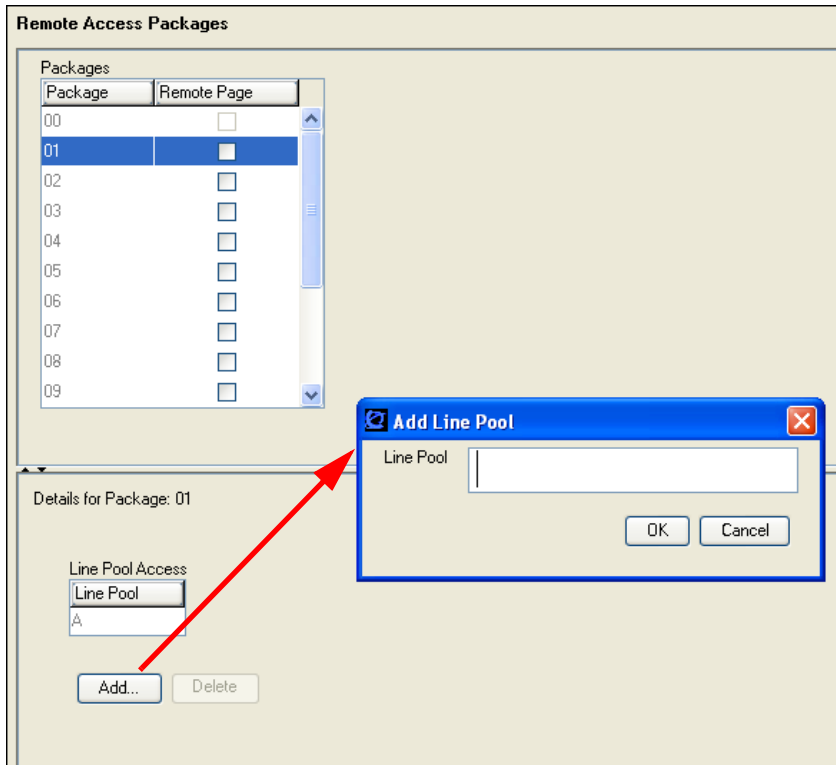 Remote Access Packages
Packages
Package Remote Page
00
01
02
03
04
05
06
07
08
09
Add Line Pool
Line Pool
OK Cancel
Details for Package: 01
Line Pool Access
Line Pool
A
Add... Delete